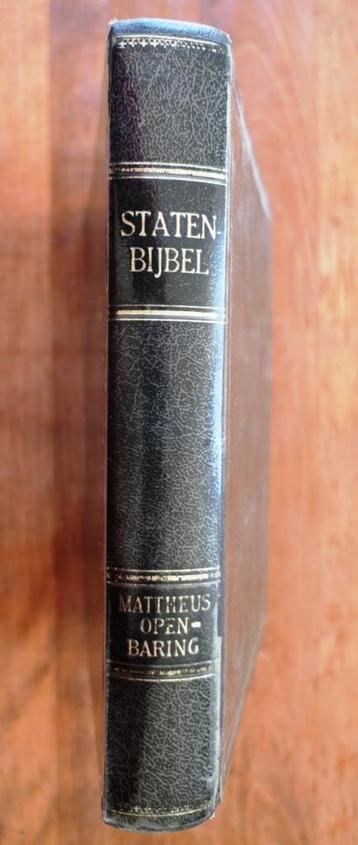 STATEN-
BIJBEL
MATTHEUS
OPEN-
BARING